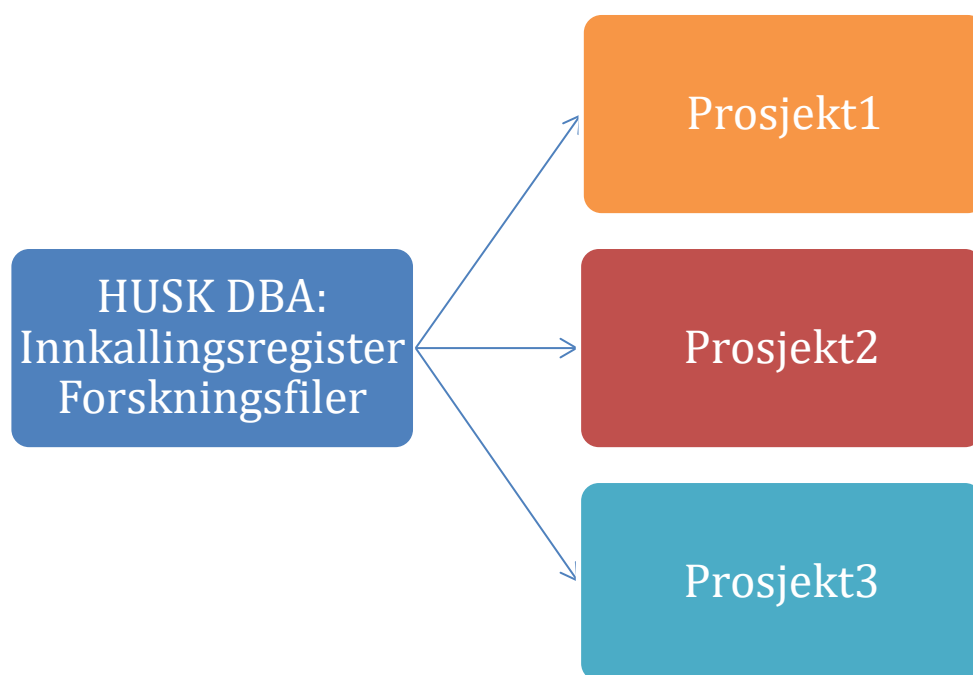 HUSK DBA:
Innkallingsregister
Forskningsfiler
Prosjekt1
Prosjekt2
Prosjekt3